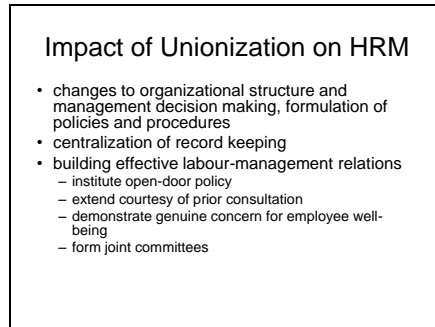 Impact of Unionization on HRM
• changes to organizational structure and
management decision making, formulation of
policies and procedures
• centralization of record keeping
• building effective labour-management relations
– institute open-door policy
– extend courtesy of prior consultation
– demonstrate genuine concern for employee well-
being
– form joint committees